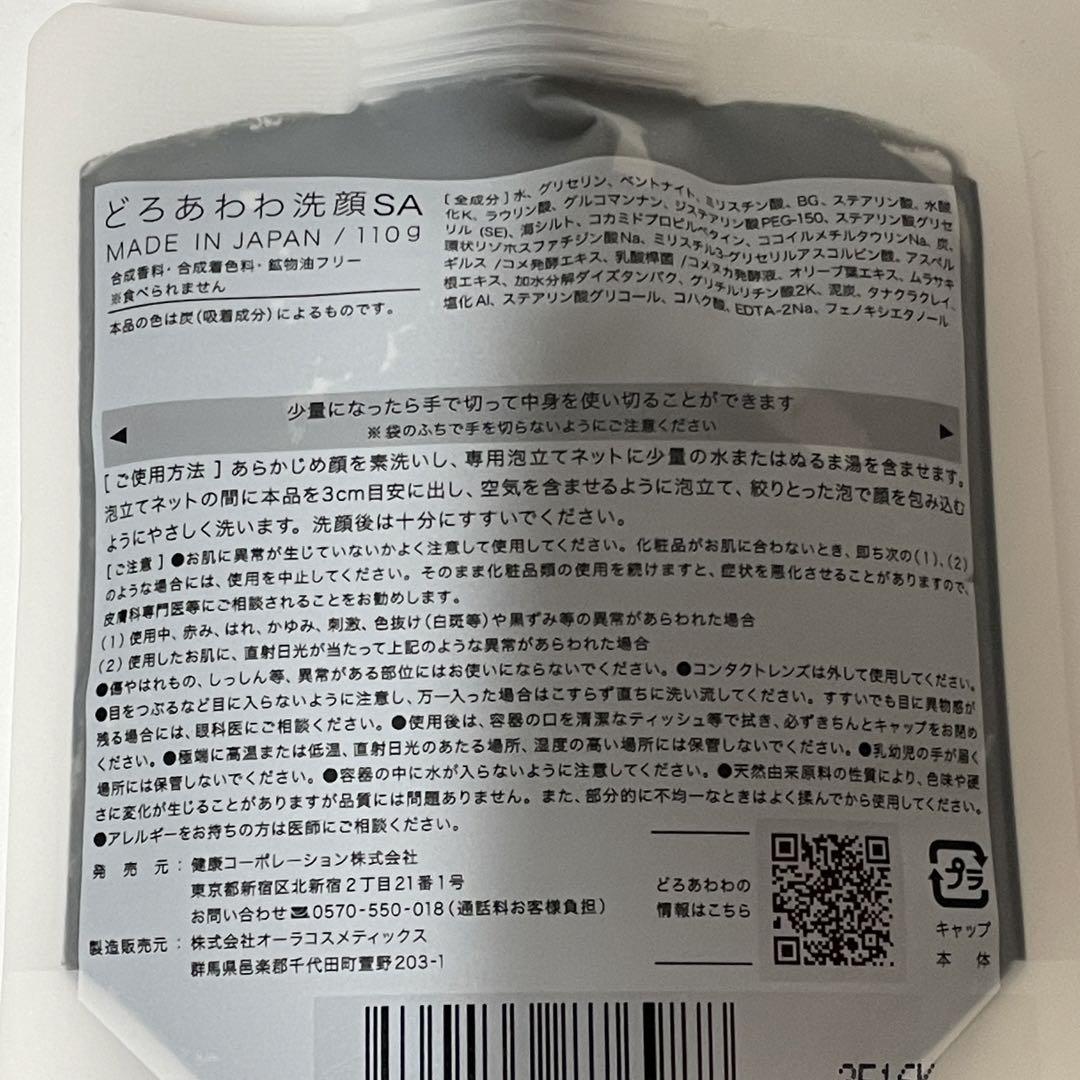 どろあわわ洗顔SA
MADE IN JAPAN / 110g
合成香料・合成着色料・鉱物油フリー
※食べられません
本品の色は炭(吸着成分)によるものです。
[全成分]水、グリセリン、ベントナイト、ミリスチン酸、BG、ステアリン酸、水酸
化K、ラウリン酸、グルコマンナン、ジステアリン酸PEG-150、ステアリン酸グリセ
リル(SE)、海シルト、コカミドプロピルベタイン、ココイルメチルタウリンNa、炭、
環状リゾホスファチジン酸Na、ミリスチル3-グリセリルアスコルビン酸、アスペル
ギルス/コメ発酵エキス、乳酸桿菌/コメヌカ発酵液、オリーブ葉エキス、ムラサキ
根エキス、加水分解ダイズタンパク、グリチルリチン酸2K、泥炭、タナクラクレイ、
塩化Al、ステアリン酸グリコール、コハク酸、EDTA-2Na、フェノキシエタノール
少量になったら手で切って中身を使い切ることができます
※袋のふちで手を切らないようにご注意ください
[ご使用方法]あらかじめ顔を素洗いし、専用泡立てネットに少量の水またはぬるま湯を含ませます。
泡立てネットの間に本品を3cm目安に出し、空気を含ませるように泡立て、絞りとった泡で顔を包み込む
ようにやさしく洗います。洗顔後は十分にすすいでください。
[ご注意]●お肌に異常が生じていないかよく注意して使用してください。化粧品がお肌に合わないとき、即ち次の(1)、(2)
のような場合には、使用を中止してください。そのまま化粧品類の使用を続けますと、症状を悪化させることがありますので、
皮膚科専門医等にご相談されることをお勧めします。
(1)使用中、赤み、はれ、かゆみ、刺激、色抜け(白斑等)や黒ずみ等の異常があらわれた場合
(2)使用したお肌に、直射日光が当たって上記のような異常があらわれた場合
●傷やはれもの、しっしん等、異常がある部位にはお使いにならないでください。●コンタクトレンズは外して使用してください。
●目をつぶるなど目に入らないように注意し、万一入った場合はこすらず直ちに洗い流してください。すすいでも目に異物感が
残る場合には、眼科医にご相談ください。●使用後は、容器の口を清潔なティッシュ等で拭き、必ずきちんとキャップをお閉め
ください。●極端に高温または低温、直射日光のあたる場所、湿度の高い場所には保管しないでください。●乳幼児の手が届く
場所には保管しないでください。●容器の中に水が入らないように注意してください。●天然由来原料の性質により、色味や硬
さに変化が生じることがありますが品質には問題ありません。また、部分的に不均一なときはよく揉んでから使用してください。
●アレルギーをお持ちの方は医師にご相談ください。
発売元:健康コーポレーション株式会社
東京都新宿区北新宿2丁目21番1号
お問い合わせ 0570-550-018(通話料お客様負担)
製造販売元:株式会社オーラコスメティックス
群馬県邑楽郡千代田町萱野203-1
どろあわわの
情報はこちら
プラ
キャップ
本体